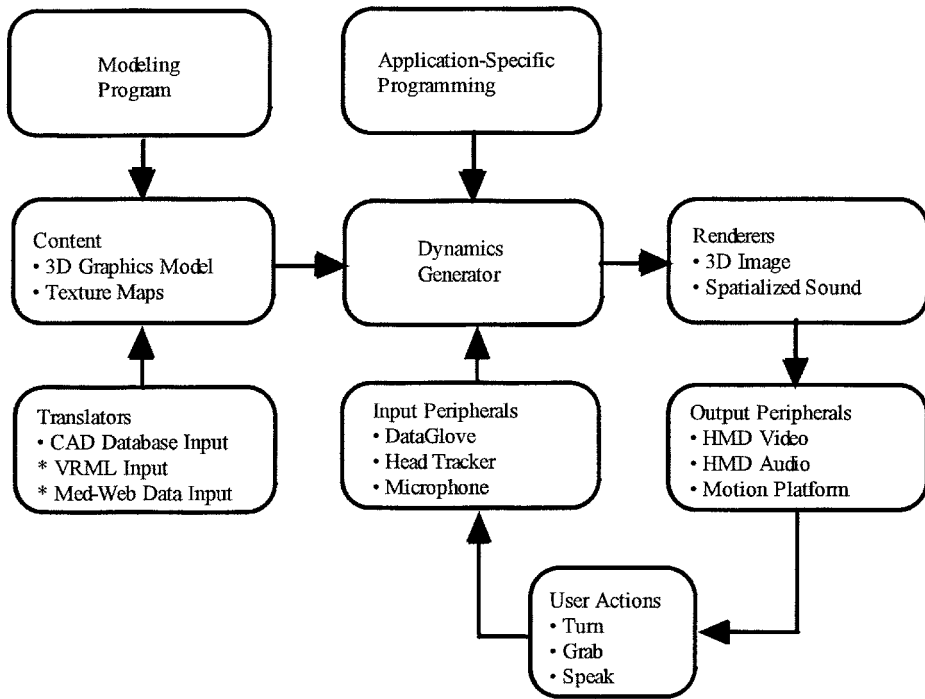 Modeling
Program
Application-Specific
Programming
Content
• 3D Graphics Model
• Texture Maps
Dynamics
Generator
Renderers
• 3D Image
• Spatialized Sound
Translators
• CAD Database Input
* VRML Input
* Med-Web Data Input
Input Peripherals
• DataGlove
• Head Tracker
• Microphone
Output Peripherals
• HMD Video
• HMD Audio
• Motion Platform
User Actions
• Turn
• Grab
• Speak